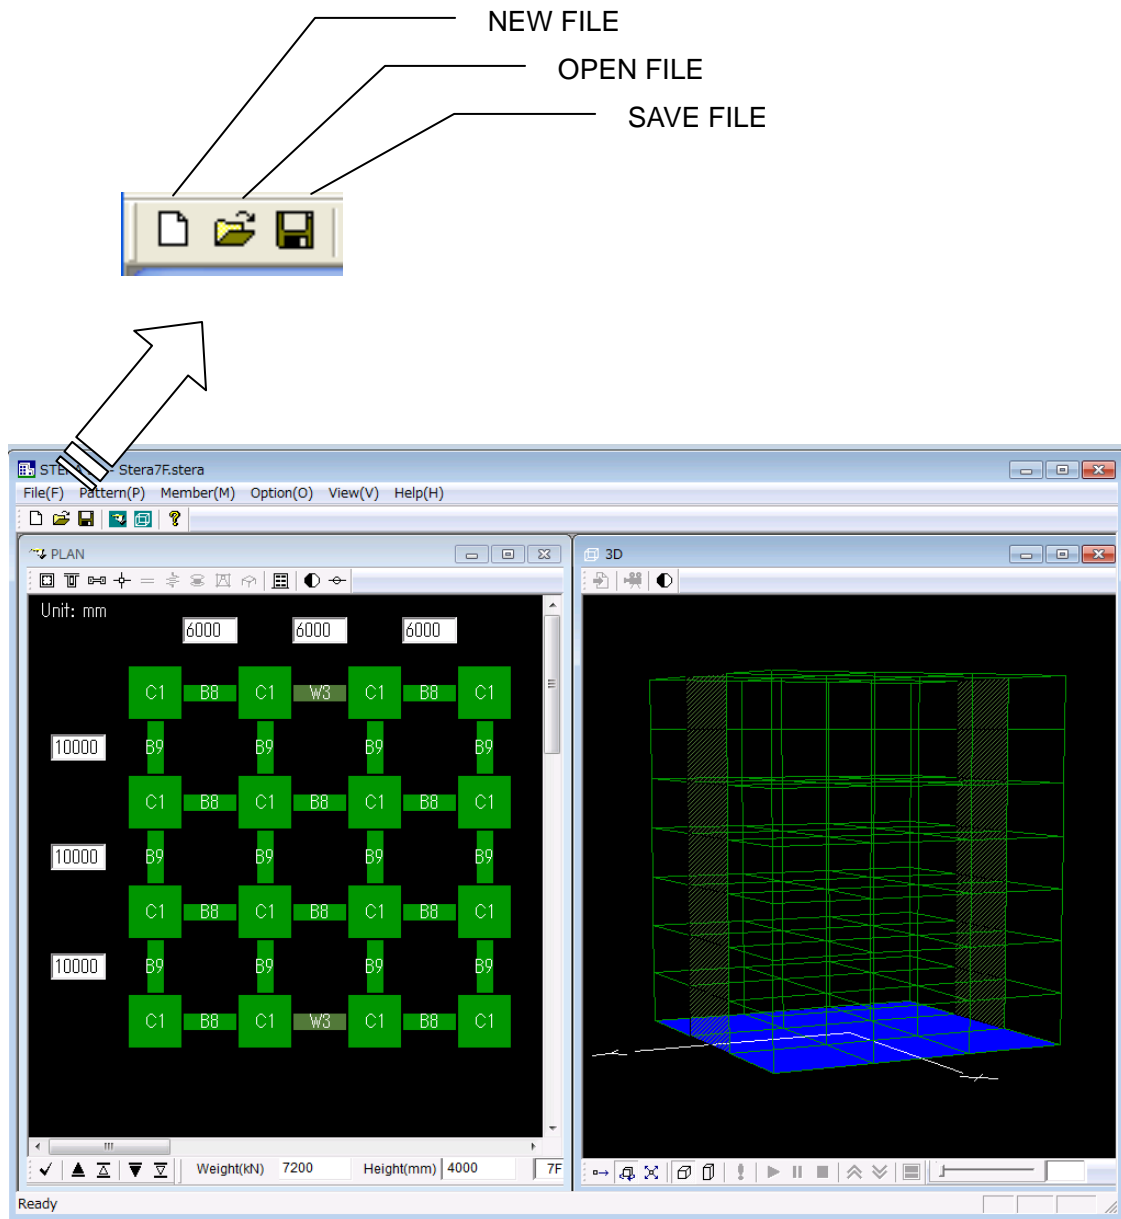 NEW FILE
OPEN FILE
SAVE FILE
Stera7F.stera
File(F) Pattern(P) Member(M) Option(O) View(V) Help(H)
PLAN
3D
Unit: mm
6000 6000 6000
C1 B8 C1 W3 C1 B8 C1
10000 B9 B9 B9 B9
C1 B8 C1 B8 C1 B8 C1
10000 B9 B9 B9 B9
C1 B8 C1 B8 C1 B8 C1
10000 B9 B9 B9 B9
C1 B8 C1 W3 C1 B8 C1
Weight(kN) 7200 Height(mm) 4000 7F
Ready